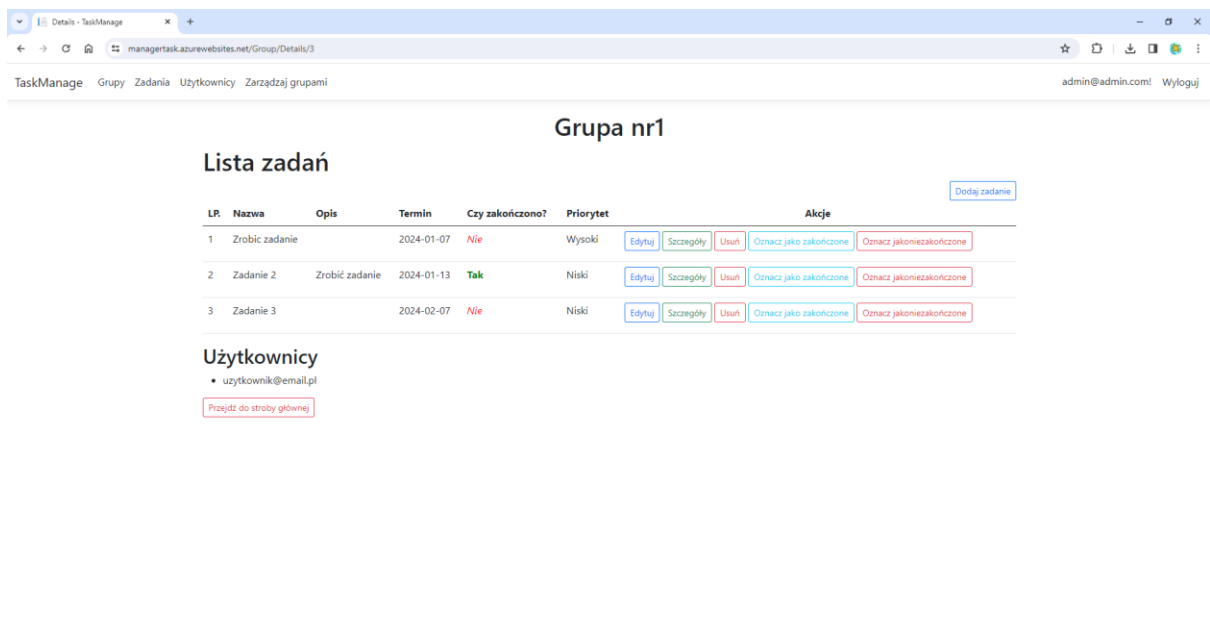 Details - TaskManage
managertask.azurewebsites.net/Group/Details/3
TaskManage Grupy Zadania Użytkownicy Zarządzaj grupami admin@admin.com! Wyloguj
Grupa nr1
Lista zadań
Dodaj zadanie
LP. Nazwa Opis Termin Czy zakończono? Priorytet Akcje
1 Zrobic zadanie 2024-01-07 Nie Wysoki Edytuj Szczegóły Usuń Oznacz jako zakończone Oznacz jakoniezakończone
2 Zadanie 2 Zrobić zadanie 2024-01-13 Tak Niski Edytuj Szczegóły Usuń Oznacz jako zakończone Oznacz jakoniezakończone
3 Zadanie 3 2024-02-07 Nie Niski Edytuj Szczegóły Usuń Oznacz jako zakończone Oznacz jakoniezakończone
Użytkownicy
• uzytkownik@email.pl
Przejdź do stroby głównej